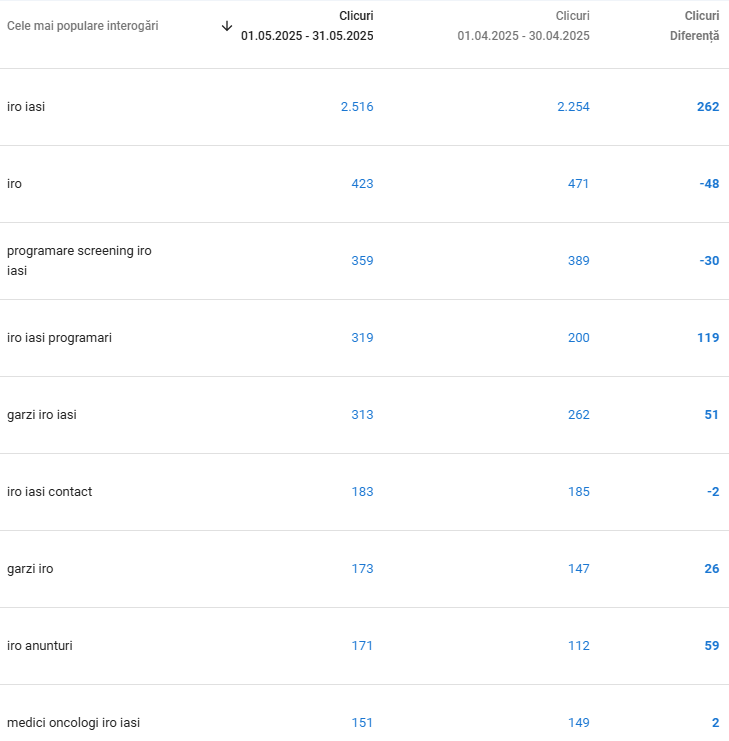 Cele mai populare interogări
Clicuri
01.05.2025 - 31.05.2025
Clicuri
01.04.2025 - 30.04.2025
Clicuri
Diferență
iro iasi 2.516 2.254 262
iro 423 471 -48
programare screening iro
iasi 359 389 -30
iro iasi programari 319 200 119
garzi iro iasi 313 262 51
iro iasi contact 183 185 -2
garzi iro 173 147 26
iro anunturi 171 112 59
medici oncologi iro iasi 151 149 2